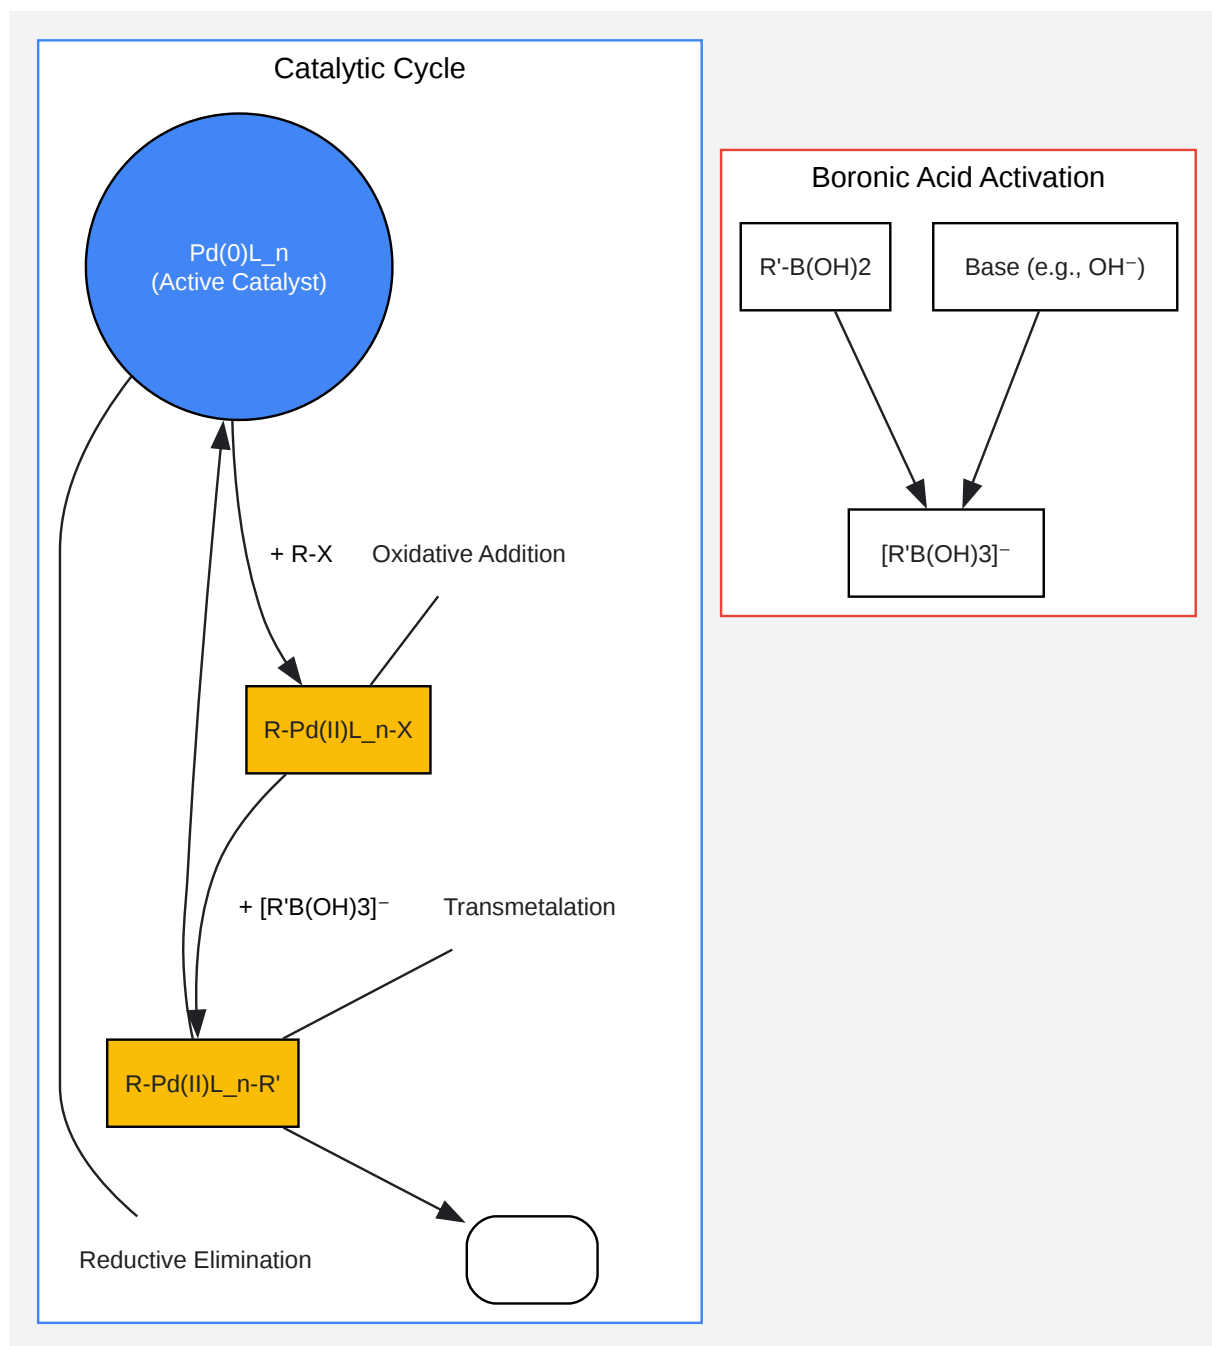 Catalytic Cycle
Pd(0)L_n
(Active Catalyst)
+ R-X
Oxidative Addition
R-Pd(II)L_n-X
+ [R'B(OH)3]⁻
Transmetalation
R-Pd(II)L_n-R'
Reductive Elimination
Boronic Acid Activation
R'-B(OH)2
Base (e.g., OH⁻)
[R'B(OH)3]⁻